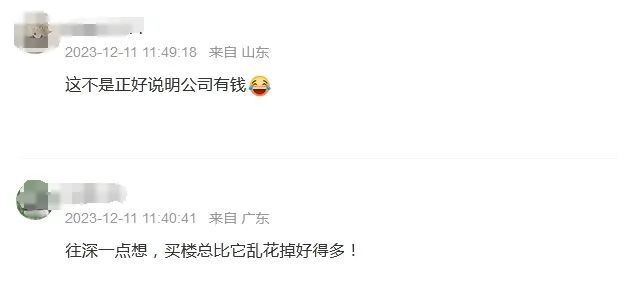 2023-12-11 11:49:18 来自 山东
这不是正好说明公司有钱😂
2023-12-11 11:40:41 来自 广东
往深一点想，买楼总比它乱花掉好得多！